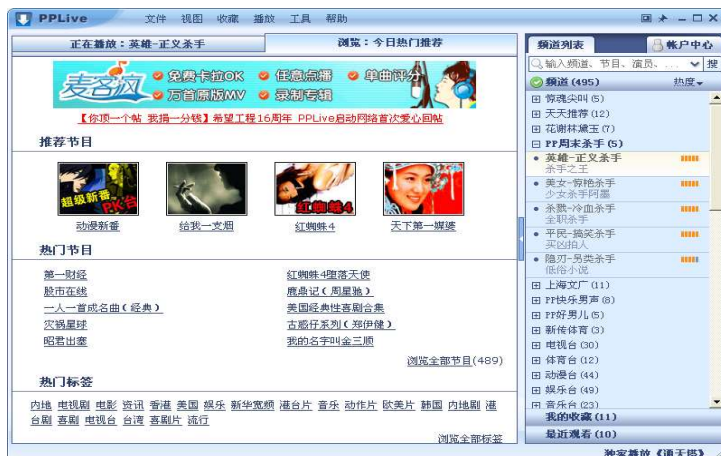 PPLive 文件 视图 收藏 播放 工具 帮助
正在播放：英雄-正义杀手
浏览：今日热门推荐
麦客疯 免费卡拉OK 任意点播 单曲评分
万首原版MV 录制专辑
【你顶一个帖 我捐一分钱】希望工程16周年 PPLive启动网络首次爱心回帖
推荐节目
超级新番 PK台
红蜘蛛4
动漫新番 给我一支烟 红蜘蛛4 天下第一媒婆
热门节目
第一财经 红蜘蛛4堕落天使
股市在线 鹿鼎记(周星驰)
一人一首成名曲(经典) 美国经典性喜剧合集
灾祸星球 古惑仔系列(郑伊健)
昭君出塞 我的名字叫金三顺
浏览全部节目(489)
热门标签
内地 电视剧 电影 资讯 香港 美国 娱乐 新华宽频 港台片 音乐 动作片 欧美片 韩国 内地剧 港
台剧 喜剧 电视台 台湾 喜剧片 流行
浏览全部标签
频道列表 帐户中心
输入频道、节目、演员、... 搜
频道(495) 热度
惊魂尖叫(5)
天天推荐(12)
花谢林黛玉(7)
PP周末杀手(5)
英雄-正义杀手
杀手之王
美女-惊艳杀手
少女杀手阿墨
杀戮-冷血杀手
全职杀手
平民-搞笑杀手
买凶拍人
隐刃-另类杀手
低俗小说
上海文广(11)
PP快乐男声(8)
PP好男儿(5)
新传体育(3)
电视台(30)
体育台(12)
动漫台(44)
娱乐台(49)
音乐台(23)
我的收藏(11)
最近观看(10)
独家播放《通天塔》